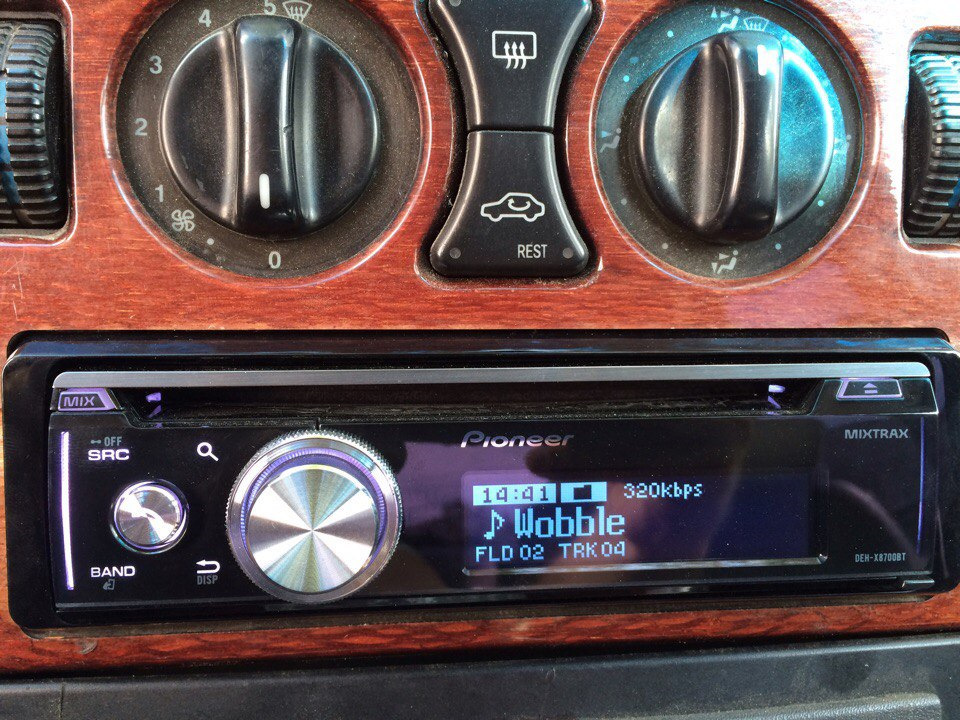 5
4
3
2
1
0
REST
MIX
OFF
SRC
Pioneer
MIXTRAX
14:41 320kbps
Wobble
FLD 02 TRK 04
BAND
DISP
DEH-X8700BT